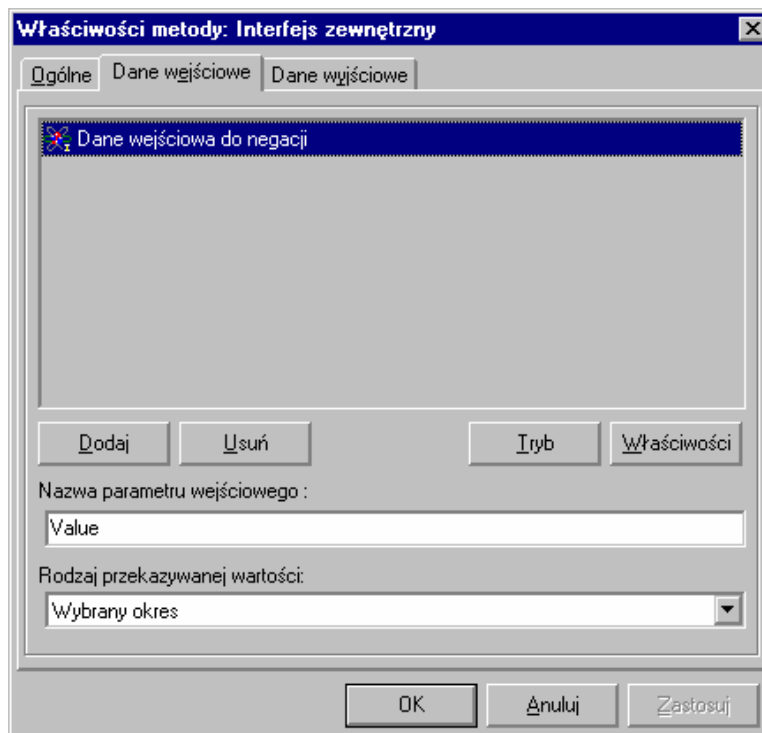 Właściwości metody: Interfejs zewnętrzny
Ogólne Dane wejściowe Dane wyjściowe
Dane wejściowa do negacji
Dodaj Usuń Tryb Właściwości
Nazwa parametru wejściowego :
Value
Rodzaj przekazywanej wartości:
Wybrany okres
OK Anuluj Zastosuj